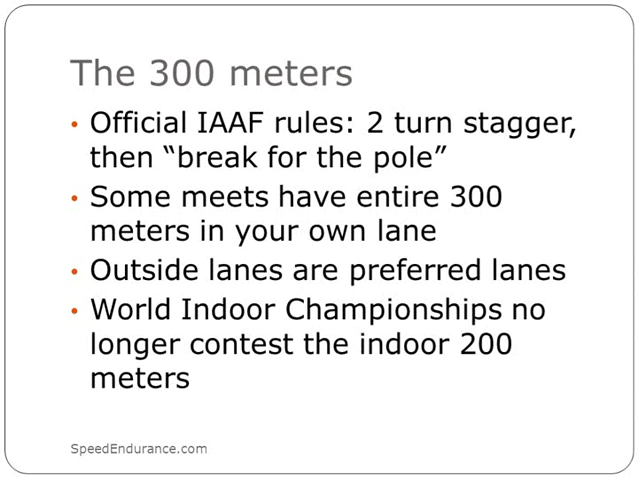 The 300 meters
• Official IAAF rules: 2 turn stagger,
then “break for the pole”
• Some meets have entire 300
meters in your own lane
• Outside lanes are preferred lanes
• World Indoor Championships no
longer contest the indoor 200
meters
SpeedEndurance.com